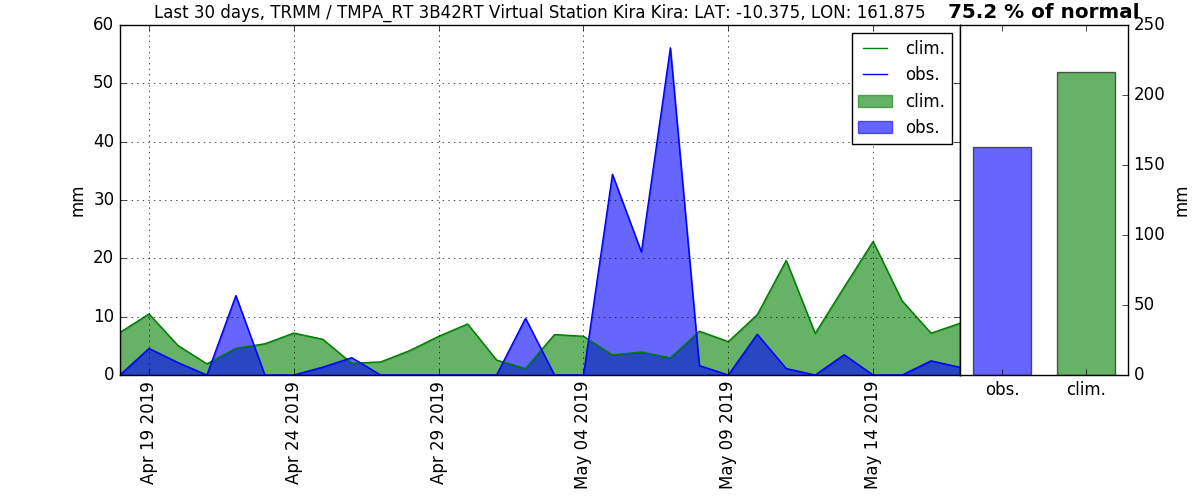 Last 30 days, TRMM / TMPA_RT 3B42RT Virtual Station Kira Kira: LAT: -10.375, LON: 161.875
75.2 % of normal
60
50
40
30
20
10
0
mm
clim.
obs.
clim.
obs.
Apr 19 2019
Apr 24 2019
Apr 29 2019
May 04 2019
May 09 2019
May 14 2019
250
200
150
100
50
0
mm
obs.
clim.